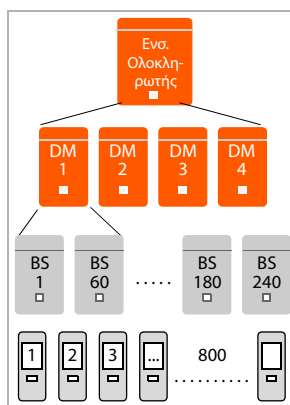 Ενσ.
Ολοκλη-
ρωτής
DM DM DM DM
1 2 3 4
BS BS BS BS
1 60 ..... 180 240
1 2 3 ... 800
..........